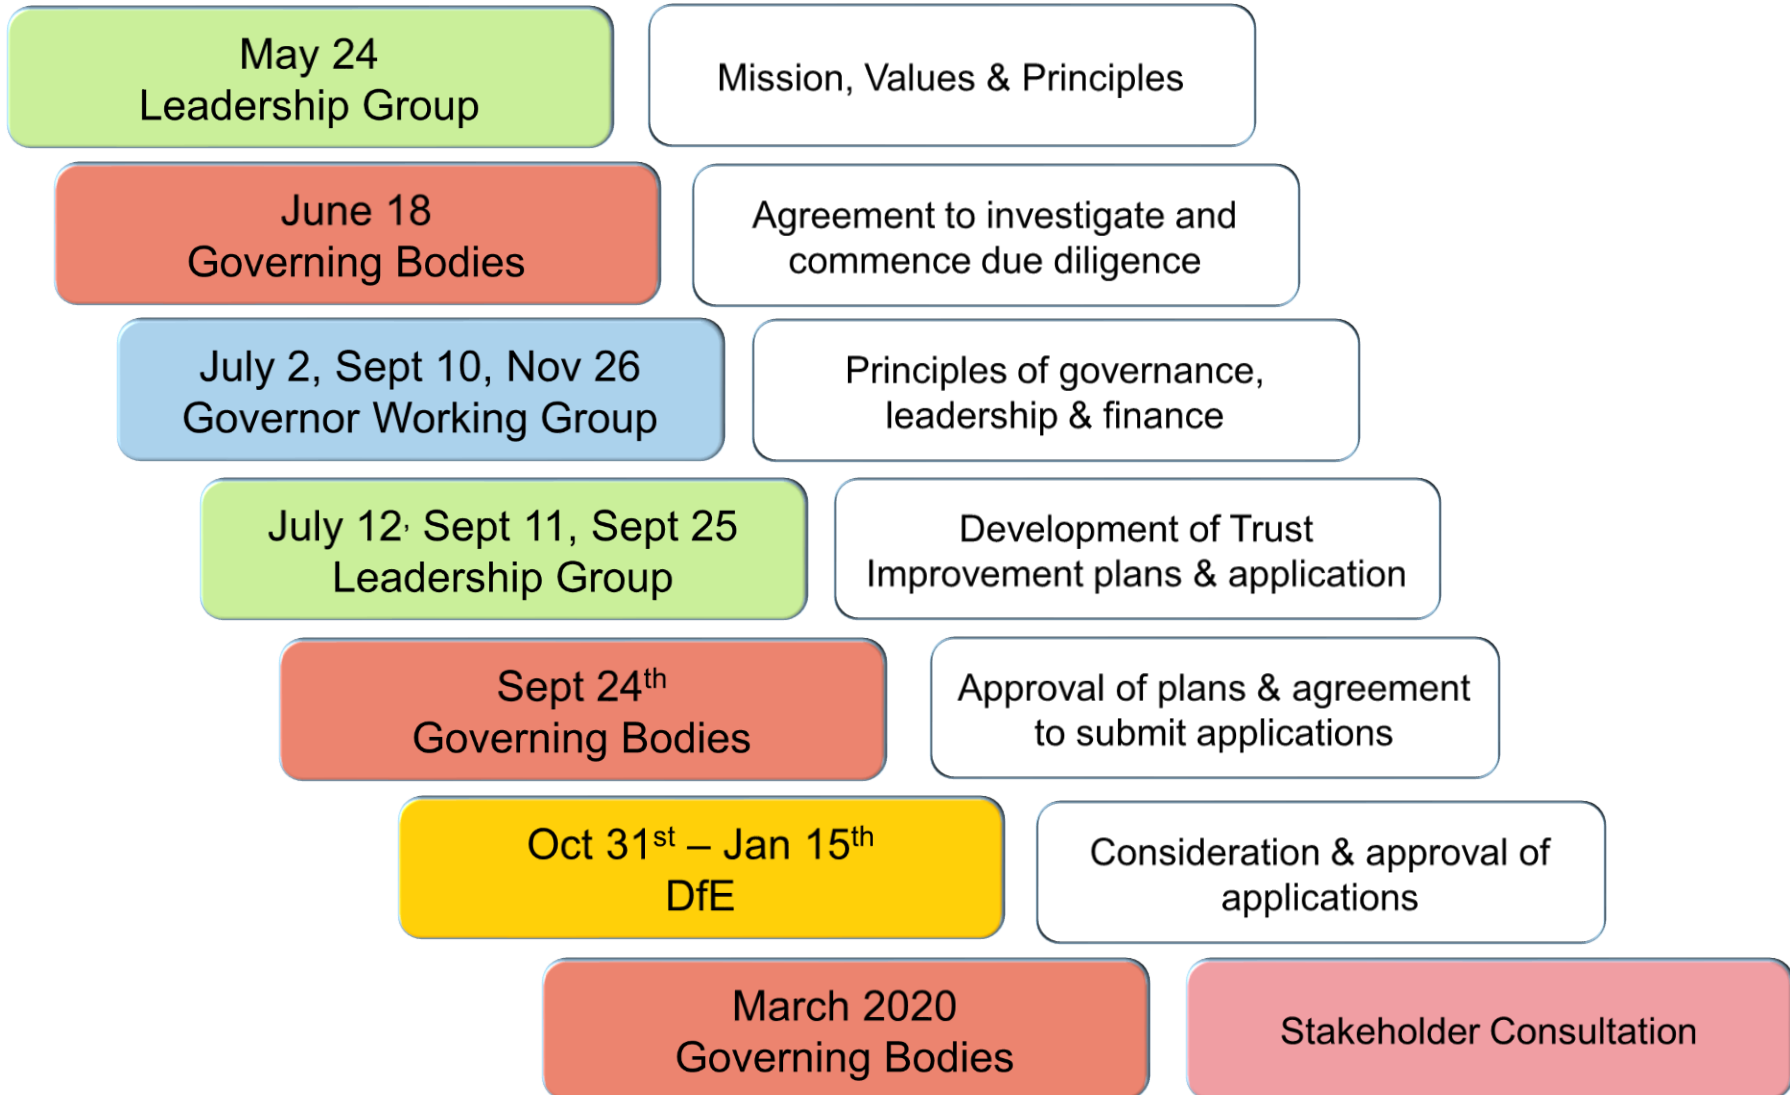 May 24
Leadership Group
Mission, Values & Principles
June 18
Governing Bodies
Agreement to investigate and
commence due diligence
July 2, Sept 10, Nov 26
Governor Working Group
Principles of governance,
leadership & finance
July 12, Sept 11, Sept 25
Leadership Group
Development of Trust
Improvement plans & application
Sept 24th
Governing Bodies
Approval of plans & agreement
to submit applications
Oct 31st – Jan 15th
DfE
Consideration & approval of
applications
March 2020
Governing Bodies
Stakeholder Consultation